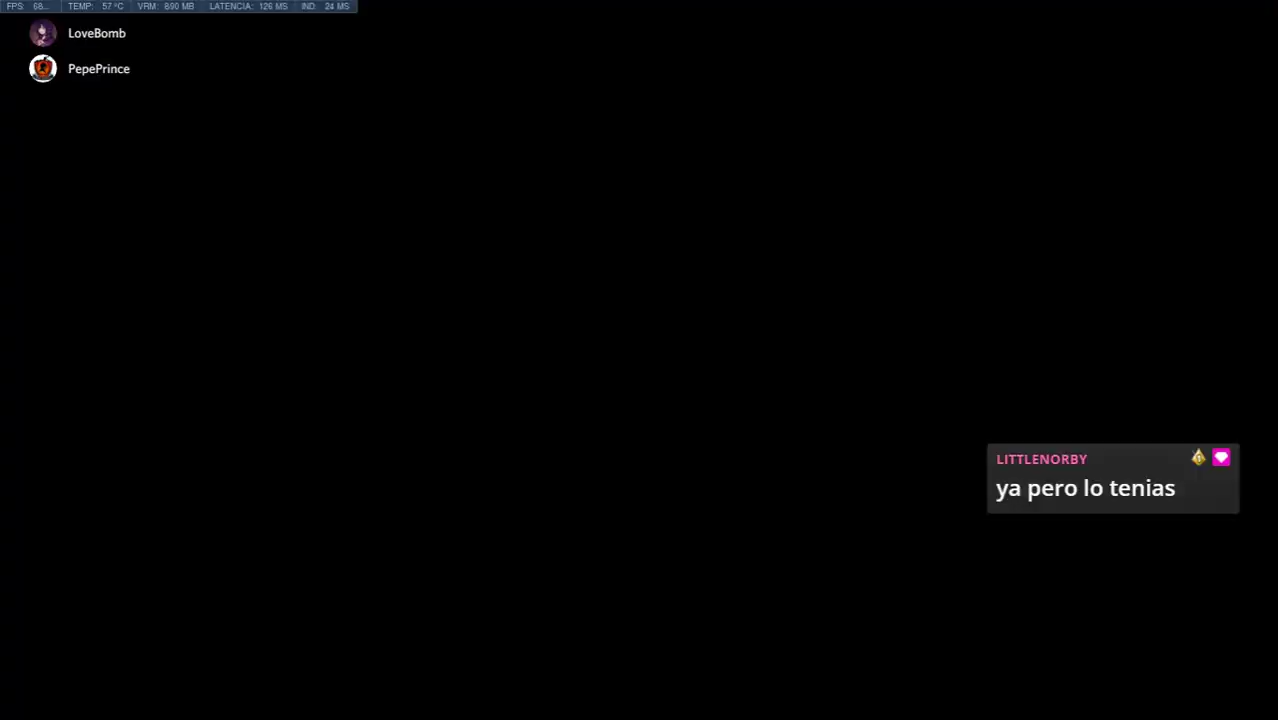 FPS: 68... TEMP: 57 ºC VRM: 890 MB LATENCIA: 126 MS IND: 24 MS
LoveBomb
PepePrince
LITTLENORBY
ya pero lo tenias